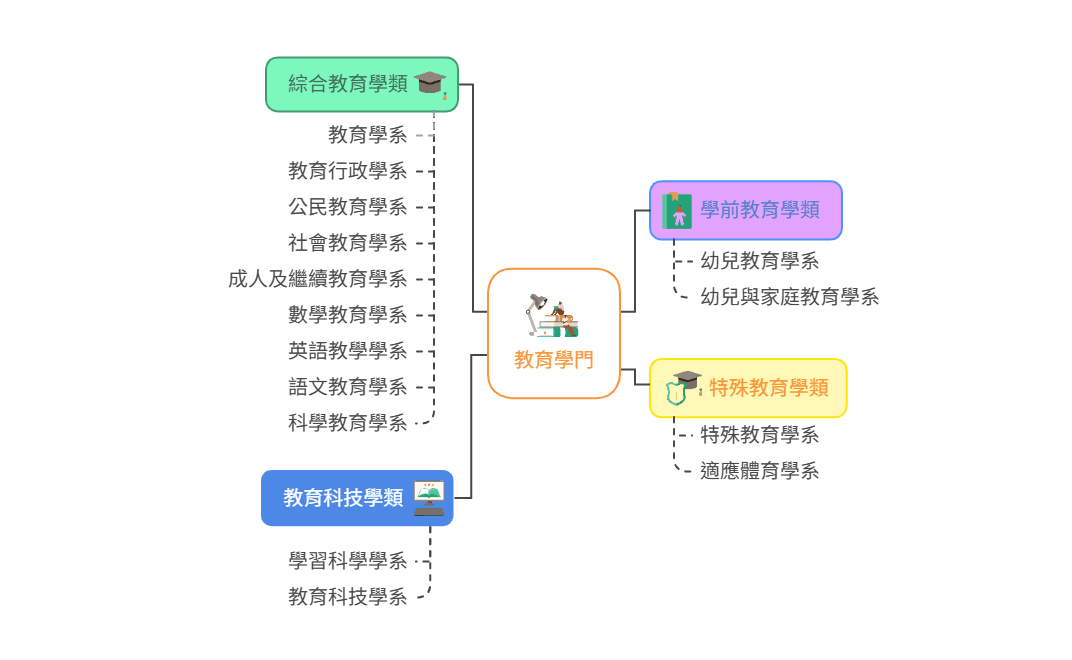 綜合教育學類
教育學系
教育行政學系
公民教育學系
社會教育學系
成人及繼續教育學系
數學教育學系
英語教學學系
語文教育學系
科學教育學系
教育科技學類
學習科學學系
教育科技學系
教育學門
學前教育學類
幼兒教育學系
幼兒與家庭教育學系
特殊教育學類
特殊教育學系
適應體育學系